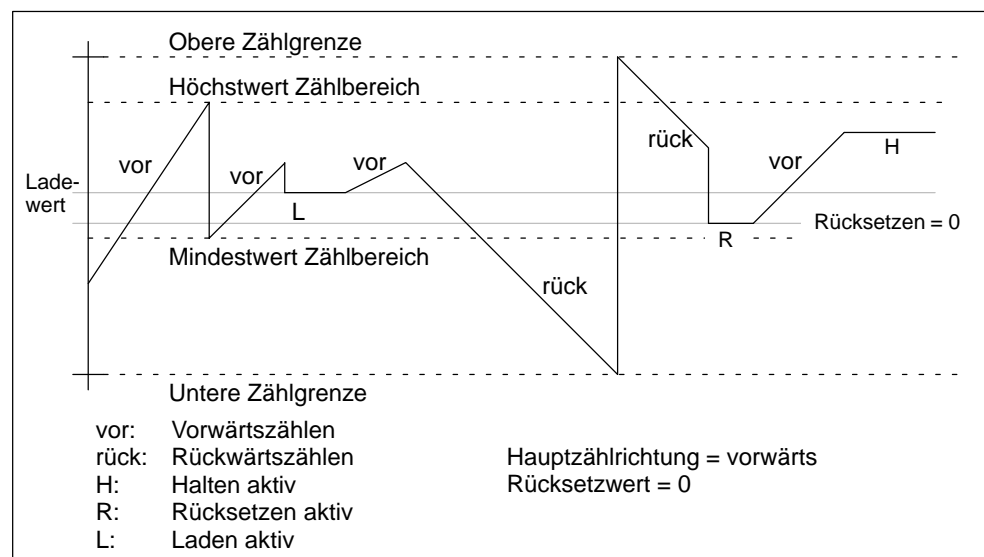 Obere Zählgrenze
Höchstwert Zählbereich
vor
vor
vor
rück
vor
H
Lade-
wert
L
Rücksetzen = 0
R
Mindestwert Zählbereich
rück
Untere Zählgrenze
vor: Vorwärtszählen
rück: Rückwärtszählen
H: Halten aktiv
R: Rücksetzen aktiv
L: Laden aktiv
Hauptzählrichtung = vorwärts
Rücksetzwert = 0